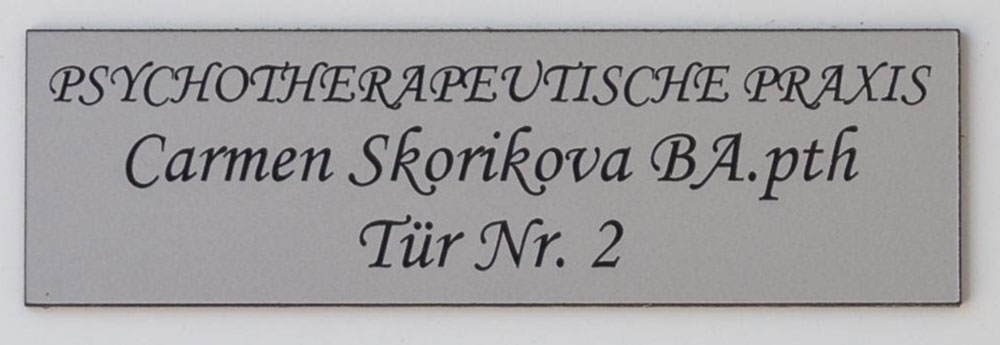 PSYCHOTHERAPEUTISCHE PRAXIS
Carmen Skorikova BA.pth
Tür Nr. 2